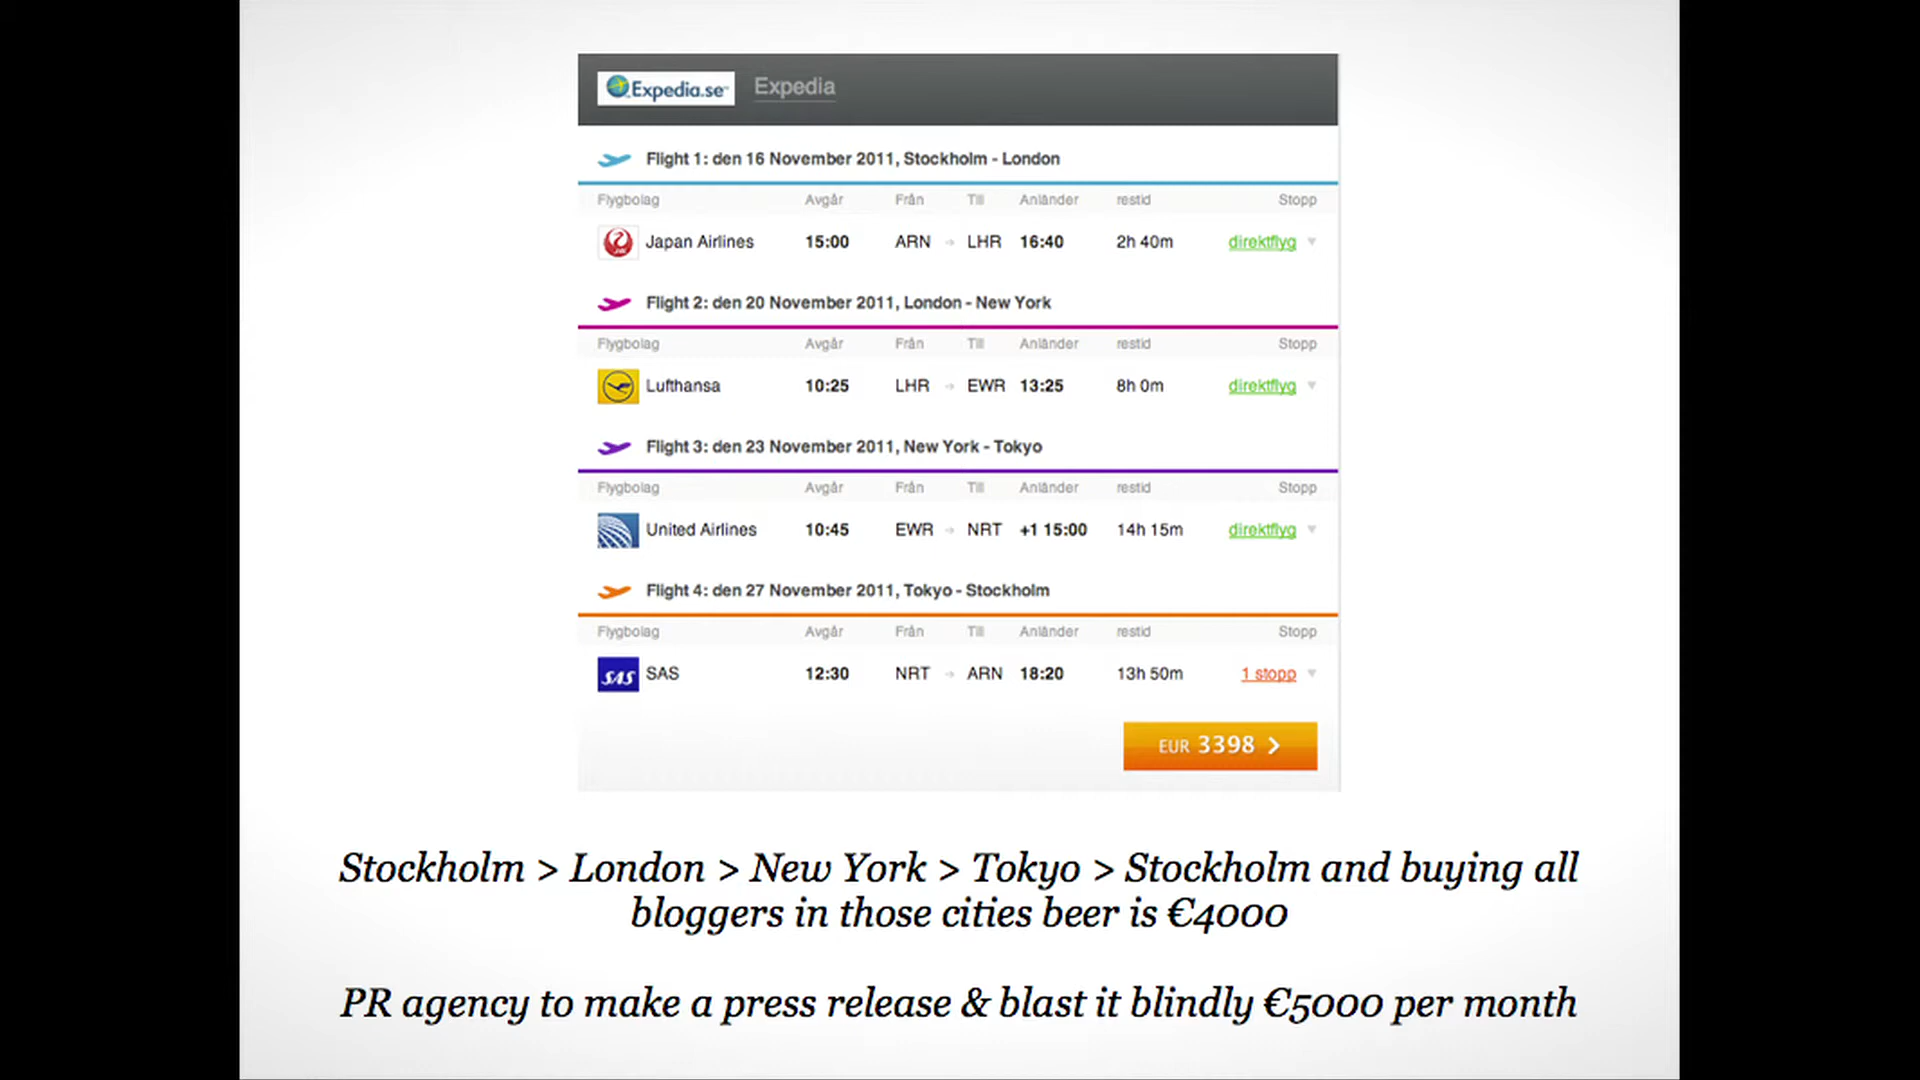 Expedia.se Expedia
Flight 1: den 16 November 2011, Stockholm - London
Flygbolag Avgår Från Till Anländer restid Stopp
Japan Airlines 15:00 ARN → LHR 16:40 2h 40m direktflyg
Flight 2: den 20 November 2011, London - New York
Flygbolag Avgår Från Till Anländer restid Stopp
Lufthansa 10:25 LHR → EWR 13:25 8h 0m direktflyg
Flight 3: den 23 November 2011, New York - Tokyo
Flygbolag Avgår Från Till Anländer restid Stopp
United Airlines 10:45 EWR → NRT +1 15:00 14h 15m direktflyg
Flight 4: den 27 November 2011, Tokyo - Stockholm
Flygbolag Avgår Från Till Anländer restid Stopp
SAS SAS 12:30 NRT → ARN 18:20 13h 50m 1 stopp
EUR 3398 >
Stockholm > London > New York > Tokyo > Stockholm and buying all
bloggers in those cities beer is €4000
PR agency to make a press release & blast it blindly €5000 per month